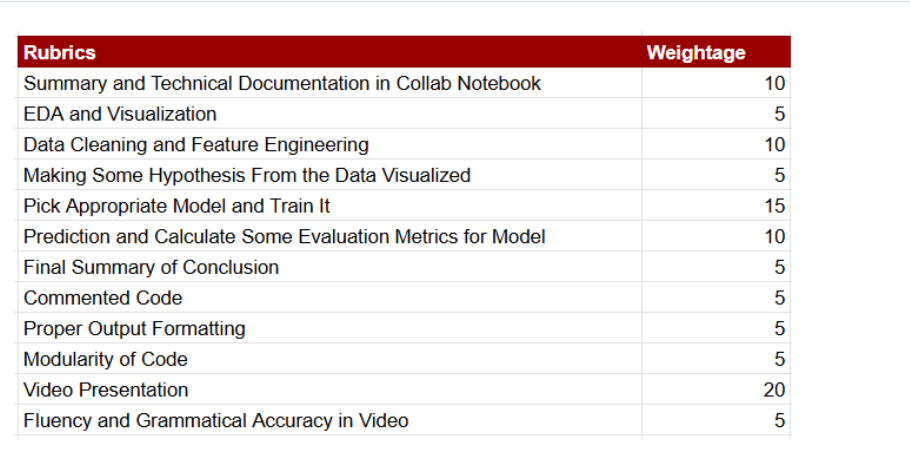 Rubrics Weightage
Summary and Technical Documentation in Collab Notebook 10
EDA and Visualization 5
Data Cleaning and Feature Engineering 10
Making Some Hypothesis From the Data Visualized 5
Pick Appropriate Model and Train It 15
Prediction and Calculate Some Evaluation Metrics for Model 10
Final Summary of Conclusion 5
Commented Code 5
Proper Output Formatting 5
Modularity of Code 5
Video Presentation 20
Fluency and Grammatical Accuracy in Video 5